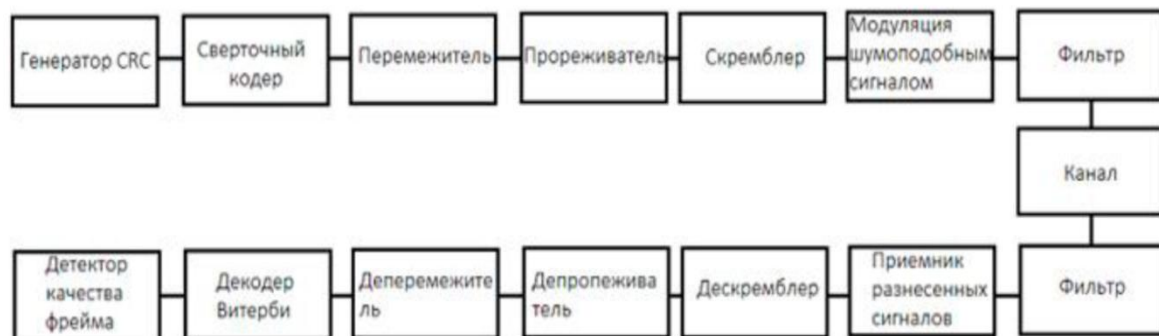 Генератор CRC
Сверточный
кодер
Перемежитель
Прореживатель
Скремблер
Модуляция
шумоподобным
сигналом
Фильтр
Канал
Детектор
качества
фрейма
Декодер
Витерби
Деперемежите
ль
Депропежива
тель
Дескремблер
Приемник
разнесенных
сигналов
Фильтр